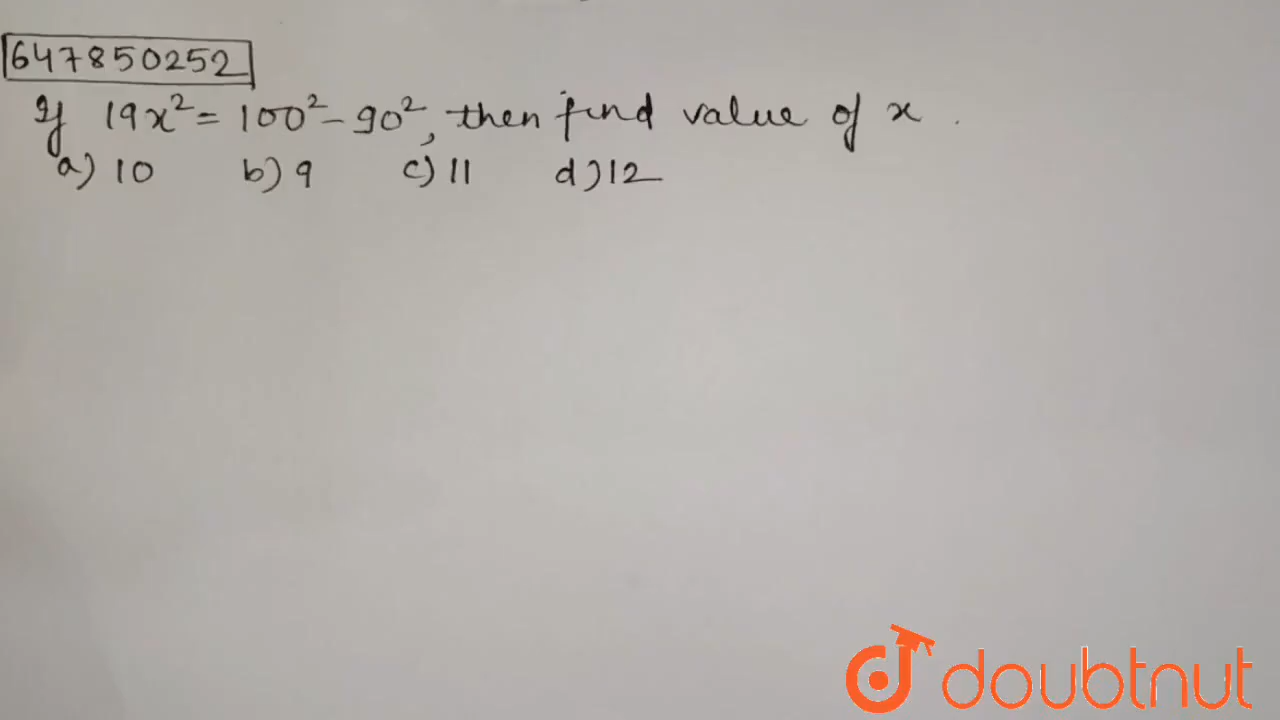 647850252
If 19x² = 100² - 90², then find value of x.
a) 10 b) 9 c) 11 d) 12
doubtnut